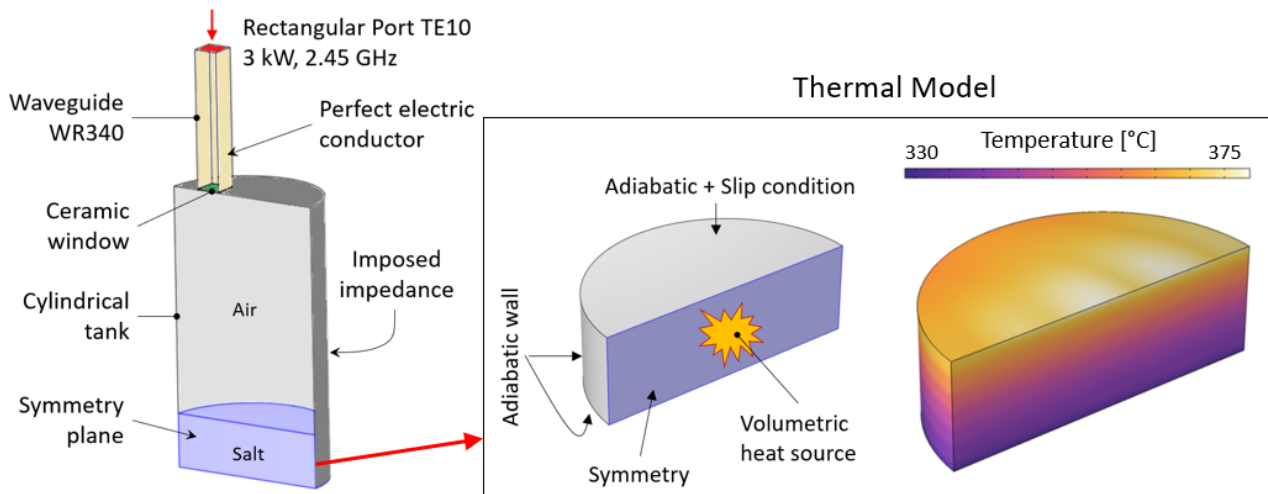 Rectangular Port TE10
3 kW, 2.45 GHz
Waveguide
WR340
Perfect electric
conductor
Ceramic
window
Imposed
impedance
Cylindrical
tank
Air
Symmetry
plane
Salt
Thermal Model
Temperature [°C]
330
375
Adiabatic + Slip condition
Adiabatic wall
Volumetric
heat source
Symmetry